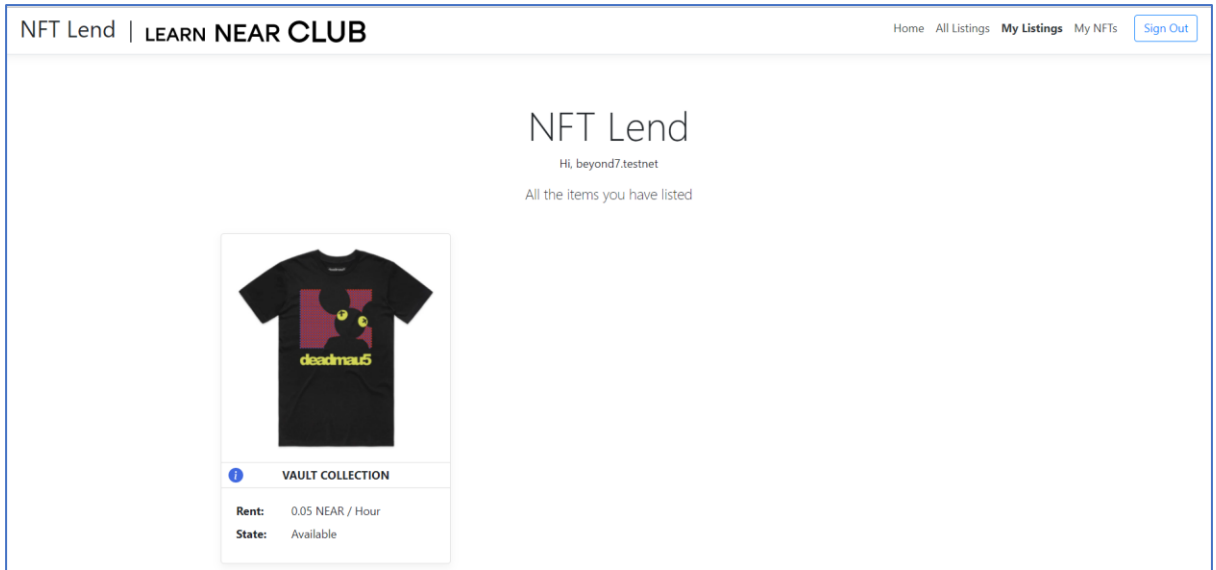 NFT Lend | LEARN NEAR CLUB
Home All Listings My Listings My NFTs Sign Out
NFT Lend
Hi, beyond7.testnet
All the items you have listed
deadmau5
i VAULT COLLECTION
Rent: 0.05 NEAR / Hour
State: Available